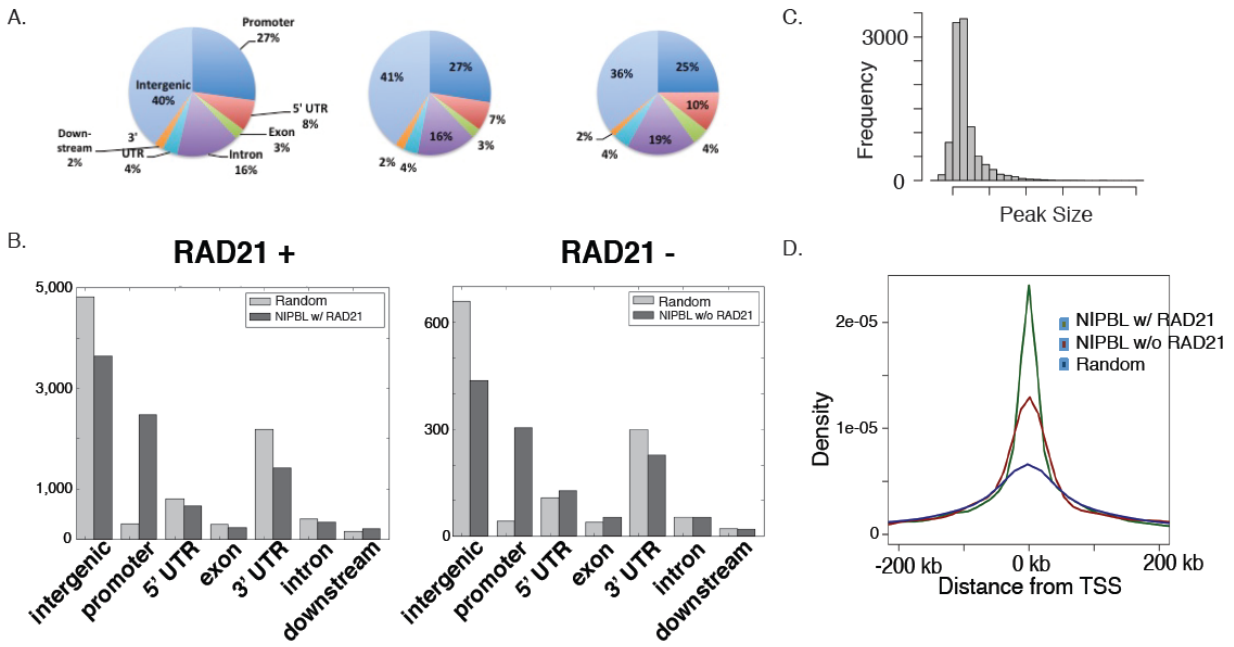 A.
Promoter
27%
5' UTR
8%
Exon
3%
Intron
16%
3'
UTR
4%
Down-
stream
2%
Intergenic
40%
27%
7%
3%
16%
4%
2%
41%
25%
10%
4%
19%
4%
2%
36%
B.
RAD21 +
5,000
3,000
1,000
0
Random
NIPBL w/ RAD21
intergenic
promoter
5' UTR
exon
3' UTR
intron
downstream
RAD21 -
600
300
0
Random
NIPBL w/o RAD21
intergenic
promoter
5' UTR
exon
3' UTR
intron
downstream
C.
Frequency
3000
0
Peak Size
D.
Density
2e-05
1e-05
0
NIPBL w/ RAD21
NIPBL w/o RAD21
Random
-200 kb
0 kb
200 kb
Distance from TSS